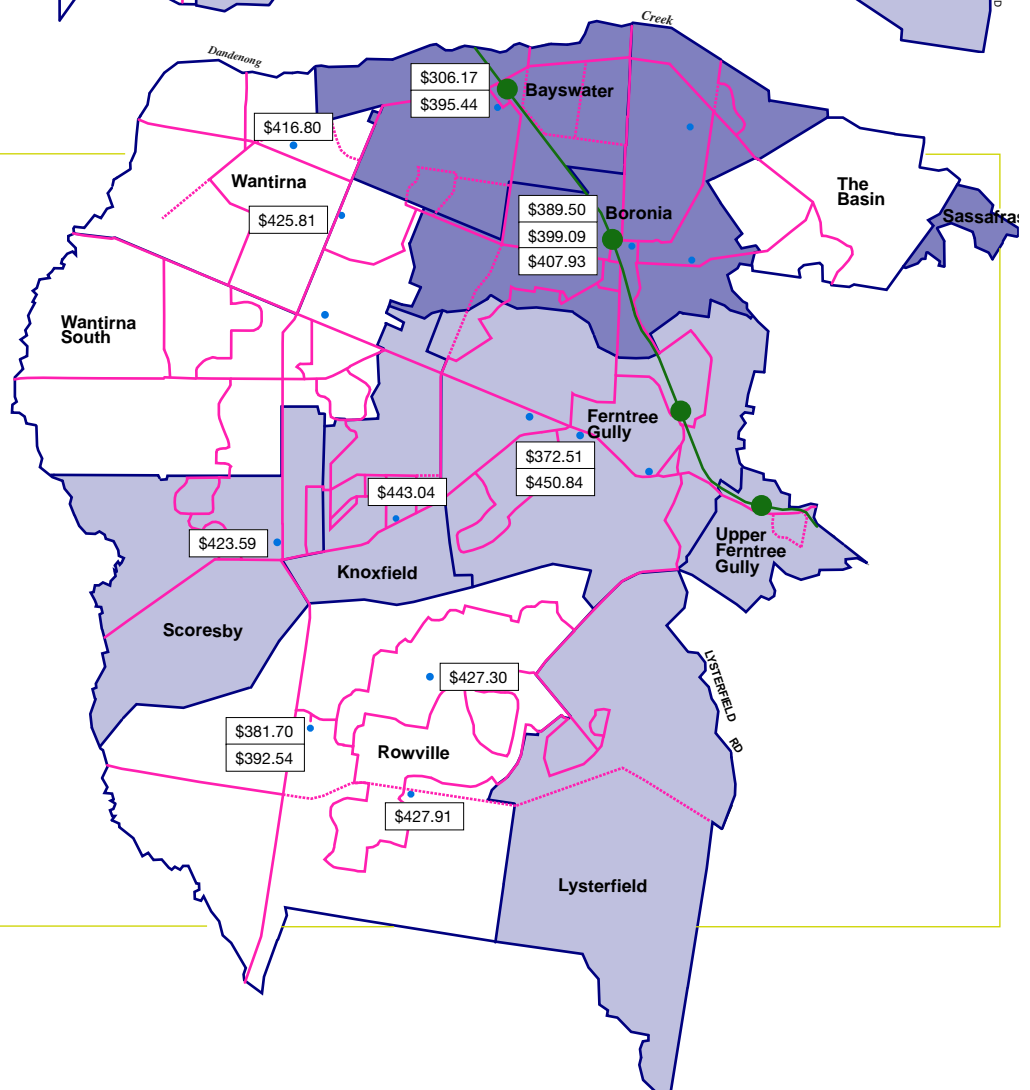 D
Creek
Dandenong
$306.17
$395.44
Bayswater
$416.80
Wantirna
The
Basin
$425.81
$389.50
$399.09
$407.93
Boronia
Sassafras
Wantirna
South
Ferntree
Gully
$372.51
$450.84
$443.04
$423.59
Upper
Ferntree
Gully
Knoxfield
Scoresby
LYSTERFIELD RD
$427.30
$381.70
$392.54
Rowville
$427.91
Lysterfield